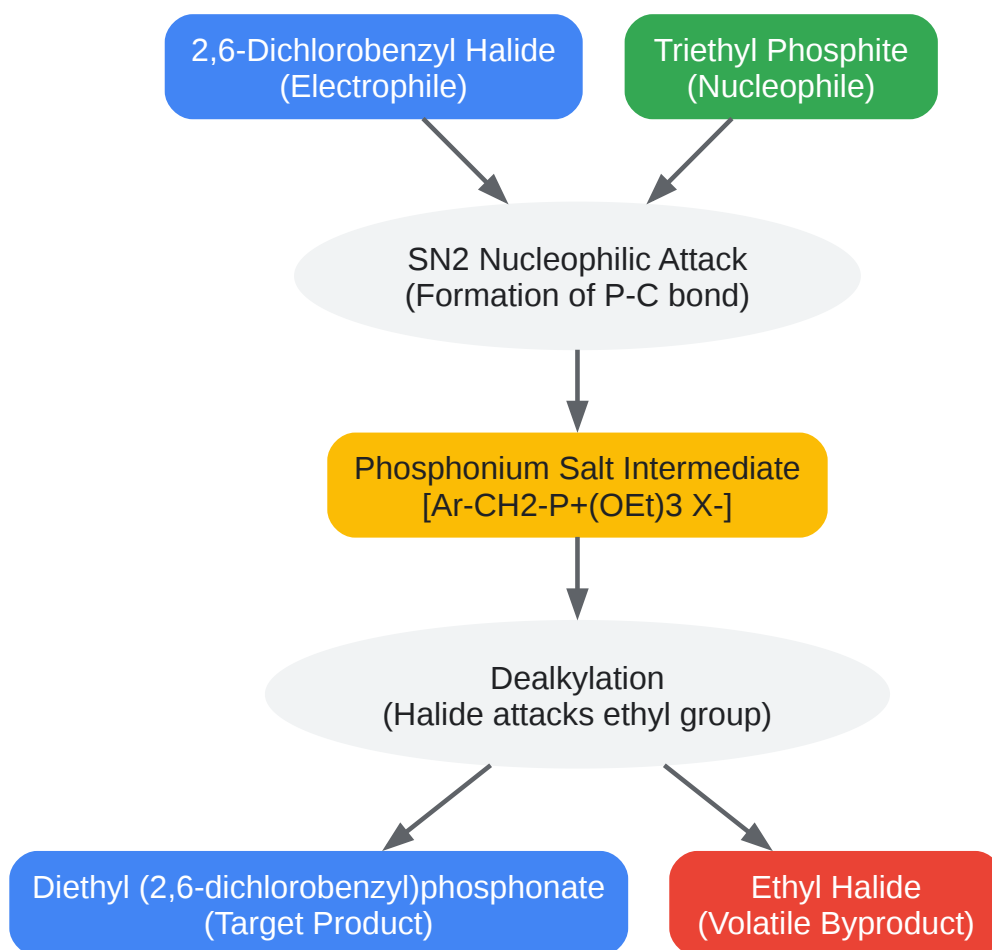 2,6-Dichlorobenzyl Halide
(Electrophile)
Triethyl Phosphite
(Nucleophile)
SN2 Nucleophilic Attack
(Formation of P-C bond)
Phosphonium Salt Intermediate
[Ar-CH2-P+(OEt)3 X-]
Dealkylation
(Halide attacks ethyl group)
Diethyl (2,6-dichlorobenzyl)phosphonate
(Target Product)
Ethyl Halide
(Volatile Byproduct)